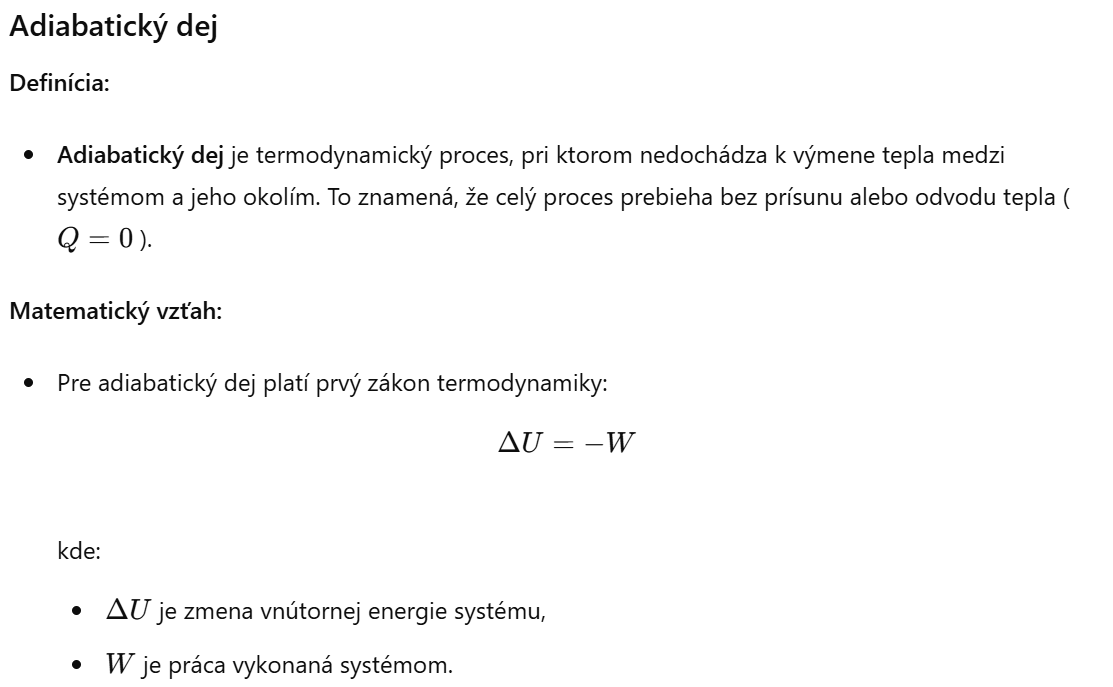 Adiabatický dej
Definícia:
• Adiabatický dej je termodynamický proces, pri ktorom nedochádza k výmene tepla medzi
systémom a jeho okolím. To znamená, že celý proces prebieha bez prísunu alebo odvodu tepla (
Q = 0 ).
Matematický vzťah:
• Pre adiabatický dej platí prvý zákon termodynamiky:
ΔU = −W
kde:
• ΔU je zmena vnútornej energie systému,
• W je práca vykonaná systémom.